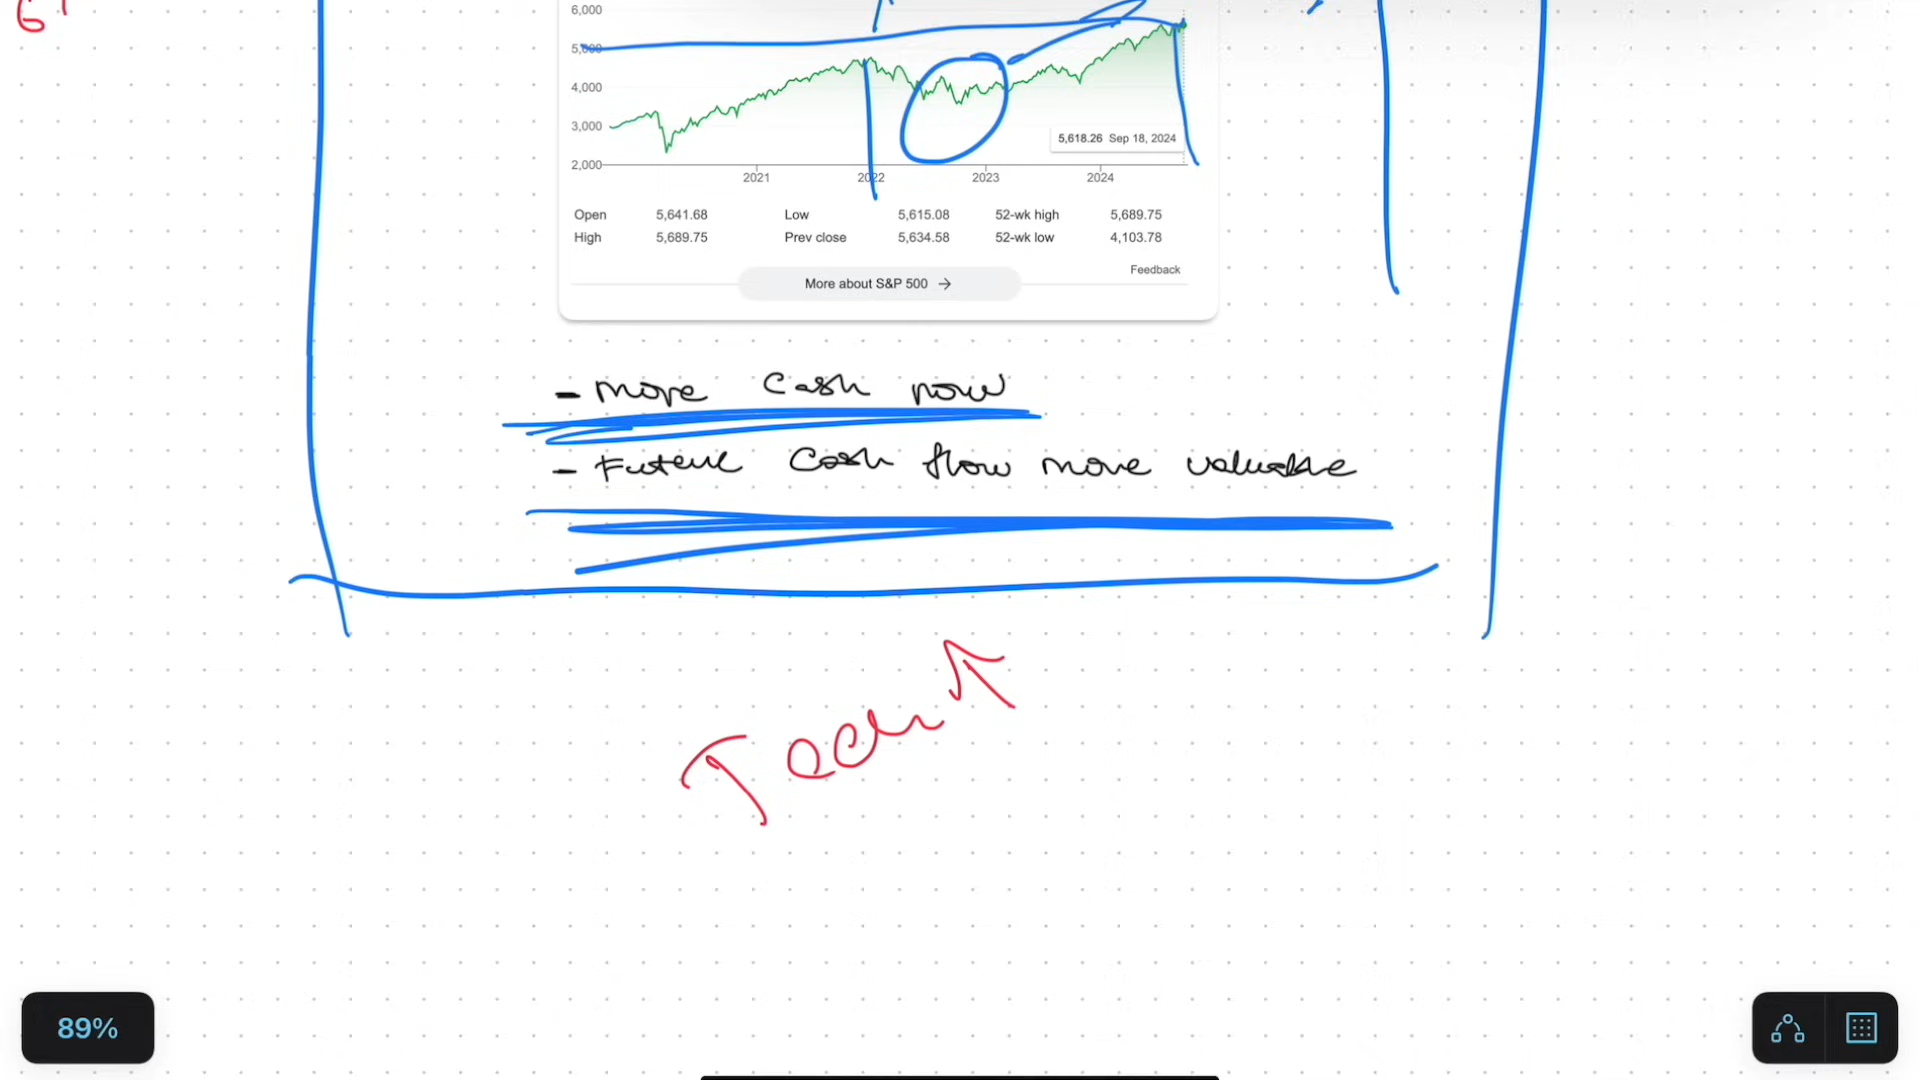 6,000
5,000
4,000
3,000
2,000
5,618.26 Sep 18, 2024
2021 2022 2023 2024
Open 5,641.68 Low 5,615.08 52-wk high 5,689.75
High 5,689.75 Prev close 5,634.58 52-wk low 4,103.78
Feedback
More about S&P 500 →
- More Cash now
- Future Cash flow more valuable
Tech ↑
89%